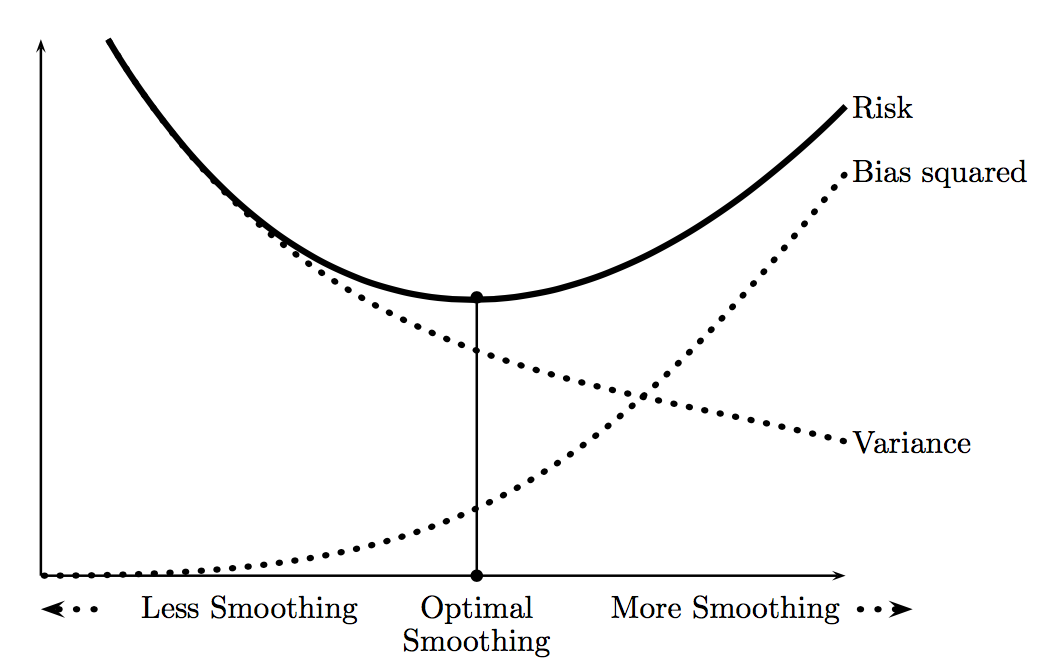 Risk
Bias squared
Variance
Less Smoothing
Optimal
Smoothing
More Smoothing